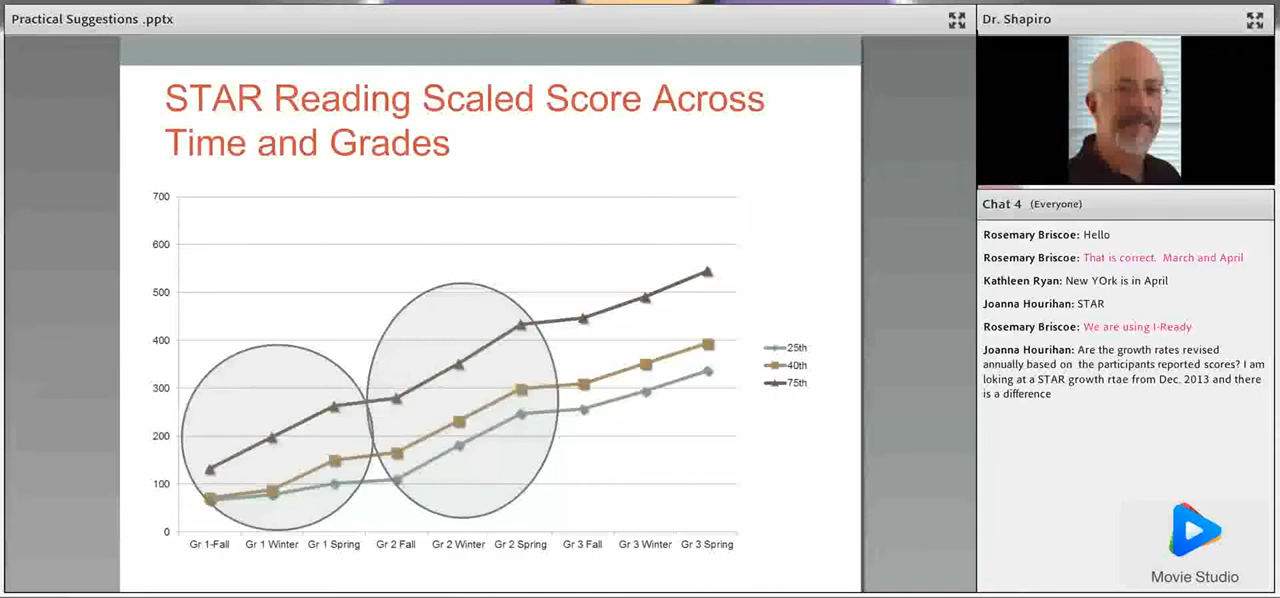 Practical Suggestions .pptx
STAR Reading Scaled Score Across
Time and Grades
700
600
500
400
300
200
100
0
Gr 1-Fall
Gr 1 Winter
Gr 1 Spring
Gr 2 Fall
Gr 2 Winter
Gr 2 Spring
Gr 3 Fall
Gr 3 Winter
Gr 3 Spring
25th
40th
75th
Dr. Shapiro
Chat 4 (Everyone)
Rosemary Briscoe: Hello
Rosemary Briscoe: That is correct. March and April
Kathleen Ryan: New YOrk is in April
Joanna Hourihan: STAR
Rosemary Briscoe: We are using I-Ready
Joanna Hourihan: Are the growth rates revised
annually based on the participants reported scores? I am
loking at a STAR growth rtae from Dec. 2013 and there
is a difference
Movie Studio